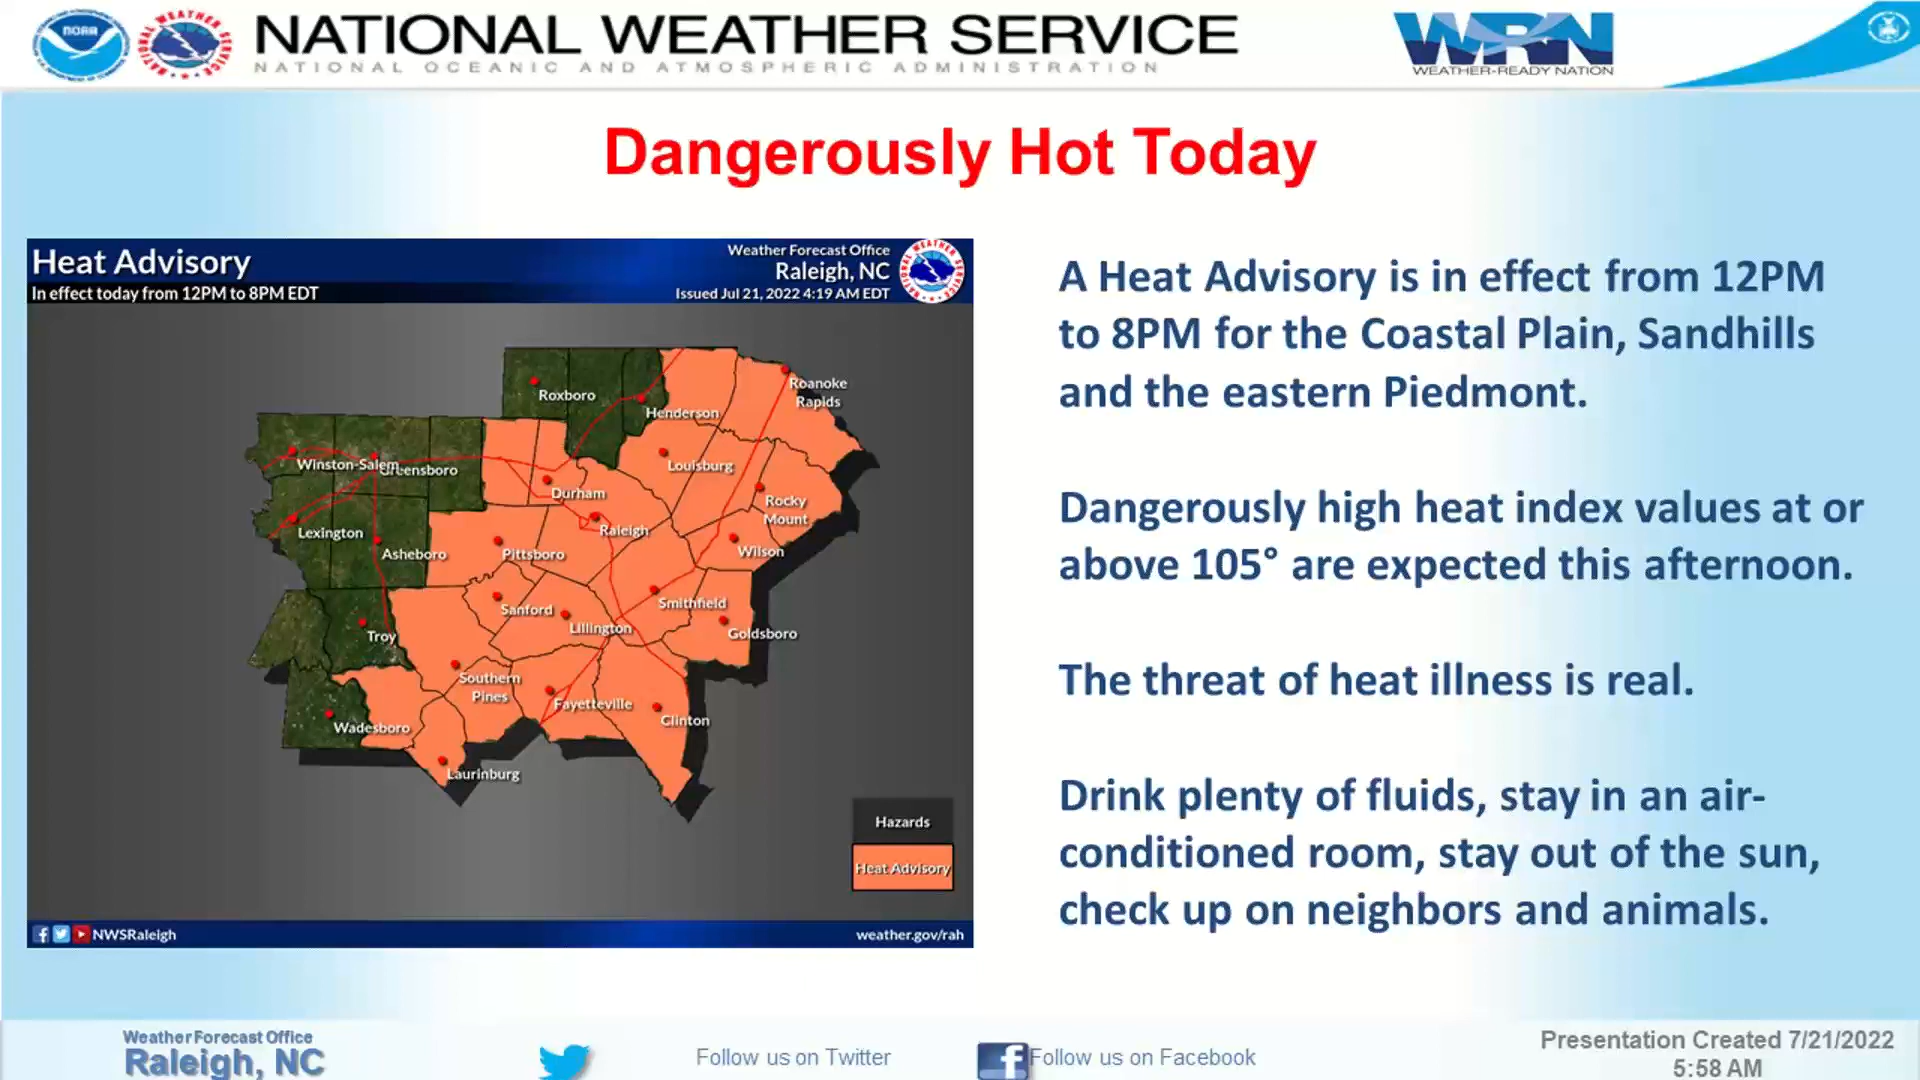 NOAA
NATIONAL WEATHER SERVICE
NATIONAL OCEANIC AND ATMOSPHERIC ADMINISTRATION
WRN
WEATHER-READY NATION
Dangerously Hot Today
Heat Advisory
In effect today from 12PM to 8PM EDT
Weather Forecast Office
Raleigh, NC
Issued Jul 21, 2022 4:19 AM EDT
Roxboro
Henderson
Roanoke
Rapids
Winston-Salem
Greensboro
Louisburg
Durham
Rocky
Mount
Lexington
Asheboro
Pittsboro
Raleigh
Wilson
Sanford
Smithfield
Troy
Lillington
Goldsboro
Southern
Pines
Fayetteville
Clinton
Wadesboro
Laurinburg
Hazards
Heat Advisory
NWSRaleigh
weather.gov/rah
A Heat Advisory is in effect from 12PM
to 8PM for the Coastal Plain, Sandhills
and the eastern Piedmont.
Dangerously high heat index values at or
above 105° are expected this afternoon.
The threat of heat illness is real.
Drink plenty of fluids, stay in an air-
conditioned room, stay out of the sun,
check up on neighbors and animals.
Weather Forecast Office
Raleigh, NC
Follow us on Twitter
Follow us on Facebook
Presentation Created 7/21/2022
5:58 AM